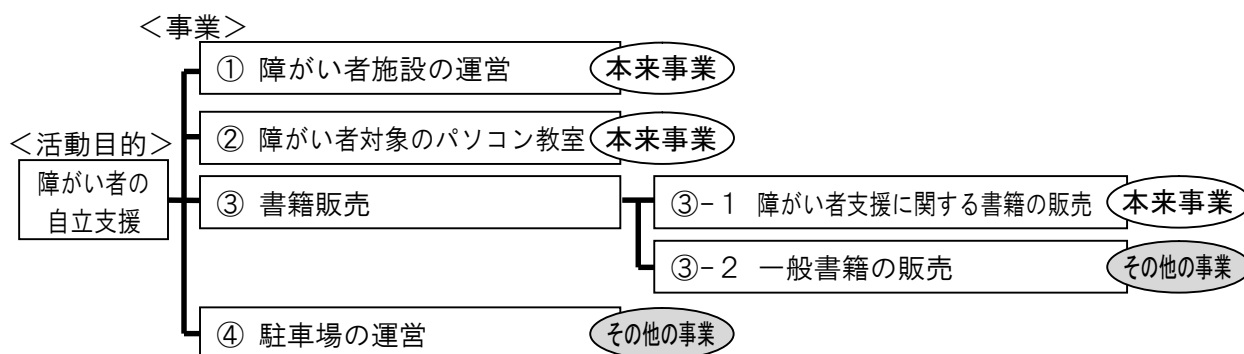 ＜事業＞
① 障がい者施設の運営 本来事業
② 障がい者対象のパソコン教室 本来事業
＜活動目的＞
障がい者の
自立支援
③ 書籍販売
③-１ 障がい者支援に関する書籍の販売 本来事業
③-２ 一般書籍の販売 その他の事業
④ 駐車場の運営 その他の事業